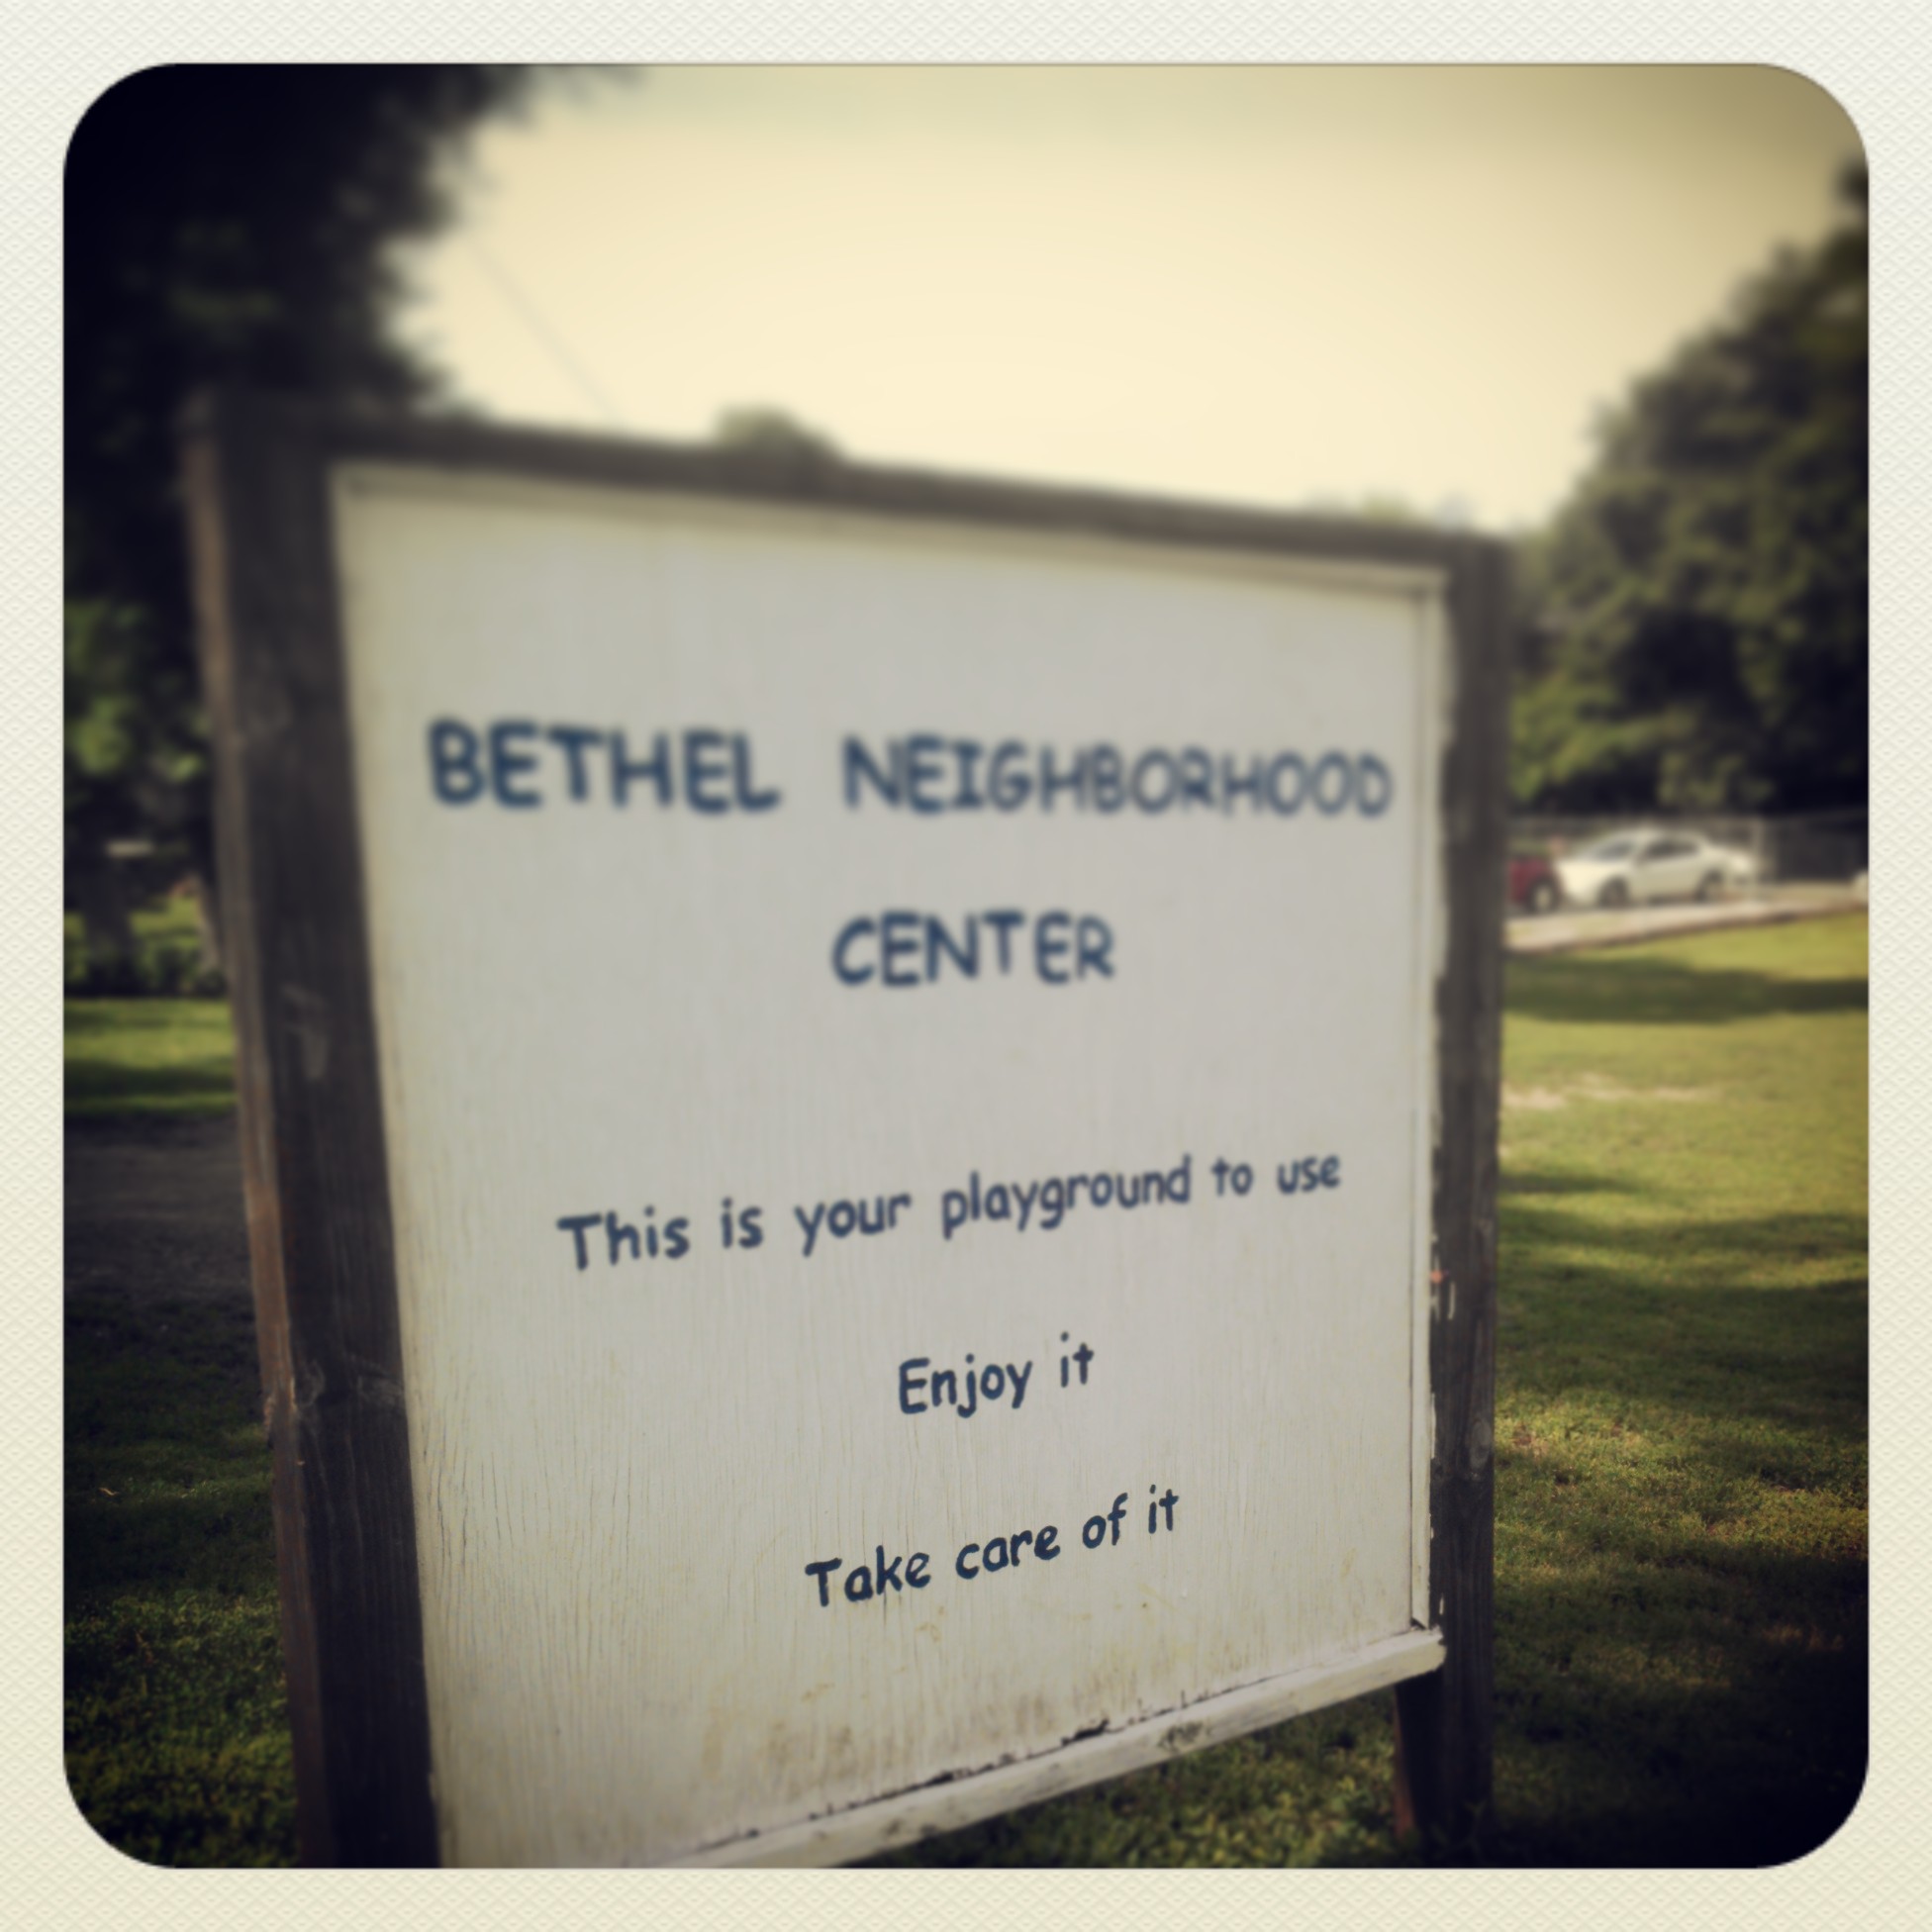 BETHEL NEIGHBORHOOD
CENTER
This is your playground to use
Enjoy it
Take care of it